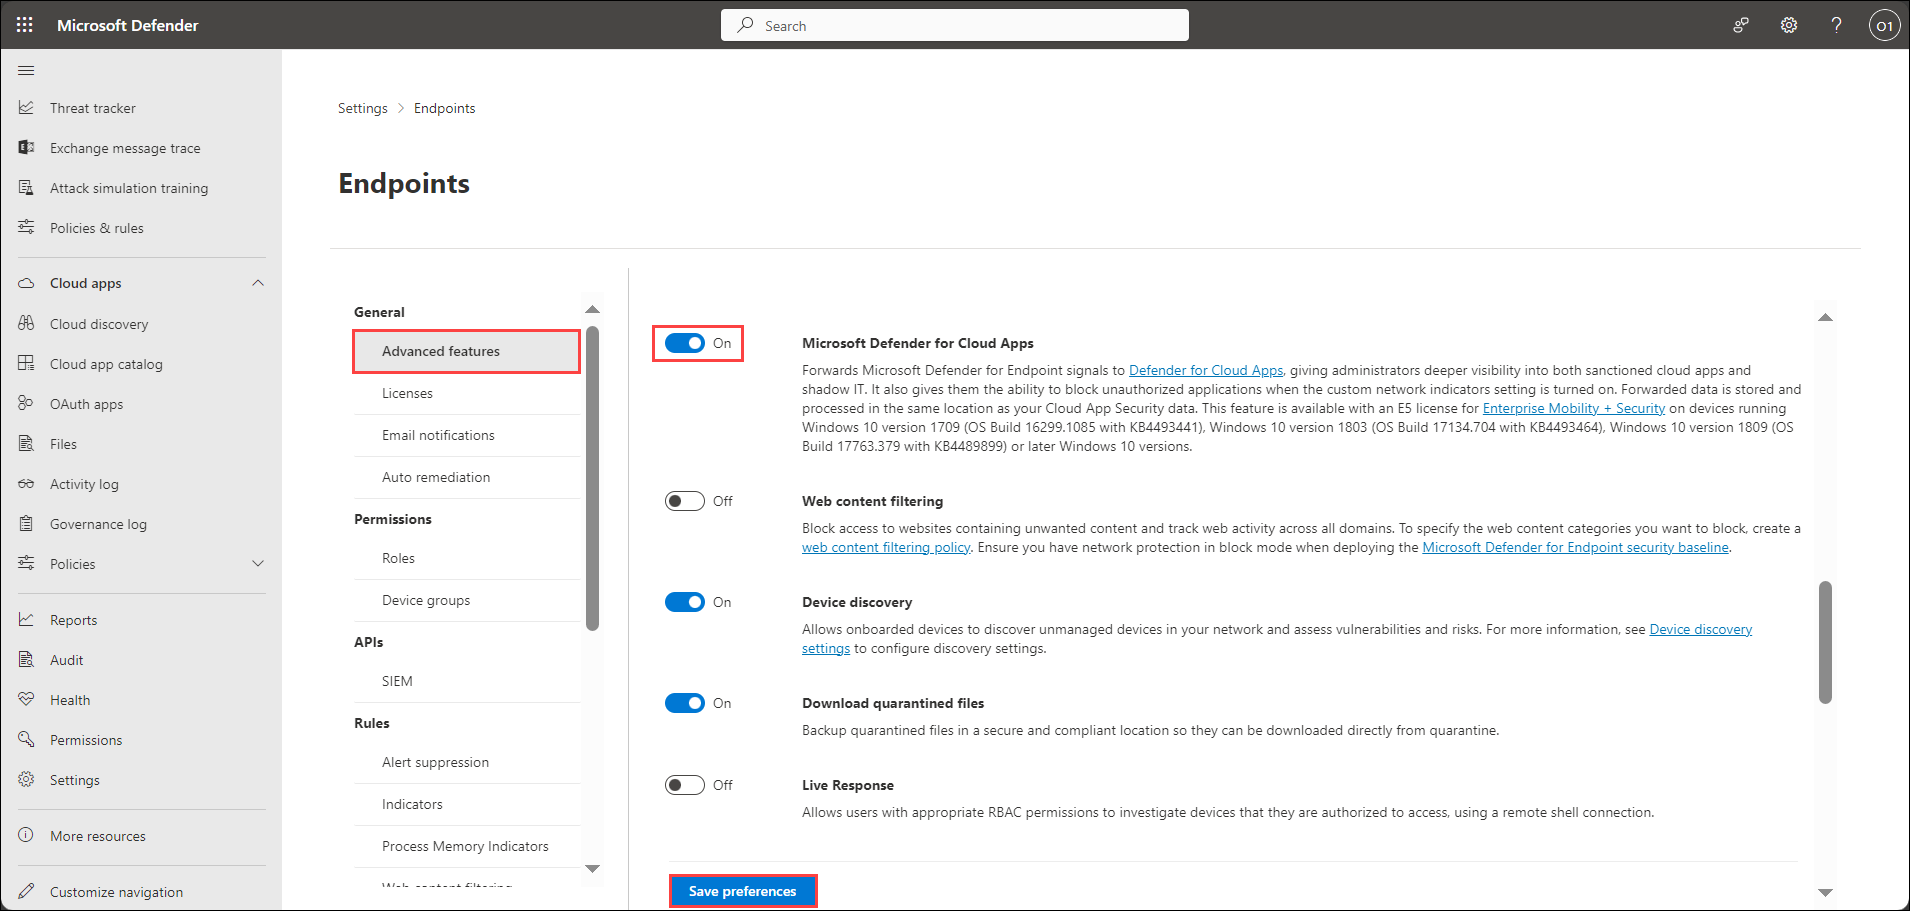 Microsoft Defender
Search
O1
Threat tracker
Exchange message trace
Attack simulation training
Policies & rules
Cloud apps
Cloud discovery
Cloud app catalog
OAuth apps
Files
Activity log
Governance log
Policies
Reports
Audit
Health
Permissions
Settings
More resources
Customize navigation
Settings > Endpoints
Endpoints
General
Advanced features
Licenses
Email notifications
Auto remediation
Permissions
Roles
Device groups
APIs
SIEM
Rules
Alert suppression
Indicators
Process Memory Indicators
Web content filtering
On
Microsoft Defender for Cloud Apps
Forwards Microsoft Defender for Endpoint signals to Defender for Cloud Apps, giving administrators deeper visibility into both sanctioned cloud apps and
shadow IT. It also gives them the ability to block unauthorized applications when the custom network indicators setting is turned on. Forwarded data is stored and
processed in the same location as your Cloud App Security data. This feature is available with an E5 license for Enterprise Mobility + Security on devices running
Windows 10 version 1709 (OS Build 16299.1085 with KB4493441), Windows 10 version 1803 (OS Build 17134.704 with KB4493464), Windows 10 version 1809 (OS
Build 17763.379 with KB4489899) or later Windows 10 versions.
Off
Web content filtering
Block access to websites containing unwanted content and track web activity across all domains. To specify the web content categories you want to block, create a
web content filtering policy. Ensure you have network protection in block mode when deploying the Microsoft Defender for Endpoint security baseline.
On
Device discovery
Allows onboarded devices to discover unmanaged devices in your network and assess vulnerabilities and risks. For more information, see Device discovery
settings to configure discovery settings.
On
Download quarantined files
Backup quarantined files in a secure and compliant location so they can be downloaded directly from quarantine.
Off
Live Response
Allows users with appropriate RBAC permissions to investigate devices that they are authorized to access, using a remote shell connection.
Save preferences